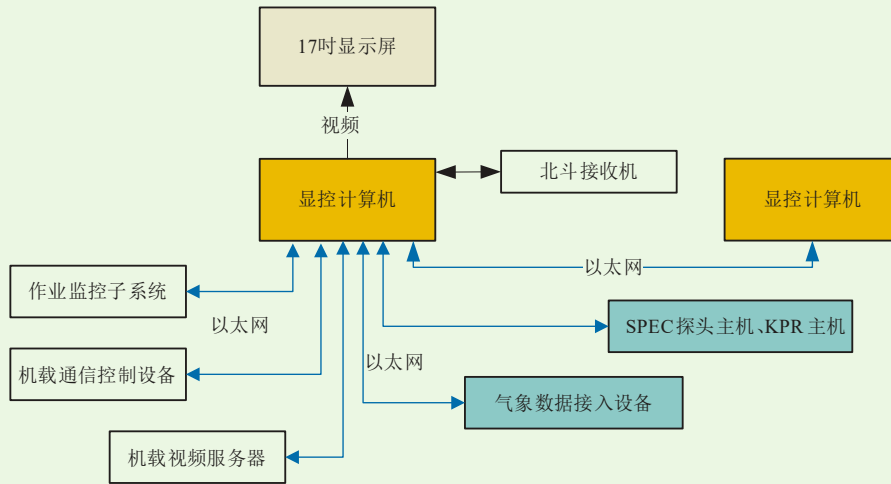 17吋显示屏
视频
显控计算机
北斗接收机
显控计算机
以太网
作业监控子系统
以太网
SPEC探头主机、KPR主机
机载通信控制设备
以太网
气象数据接入设备
机载视频服务器